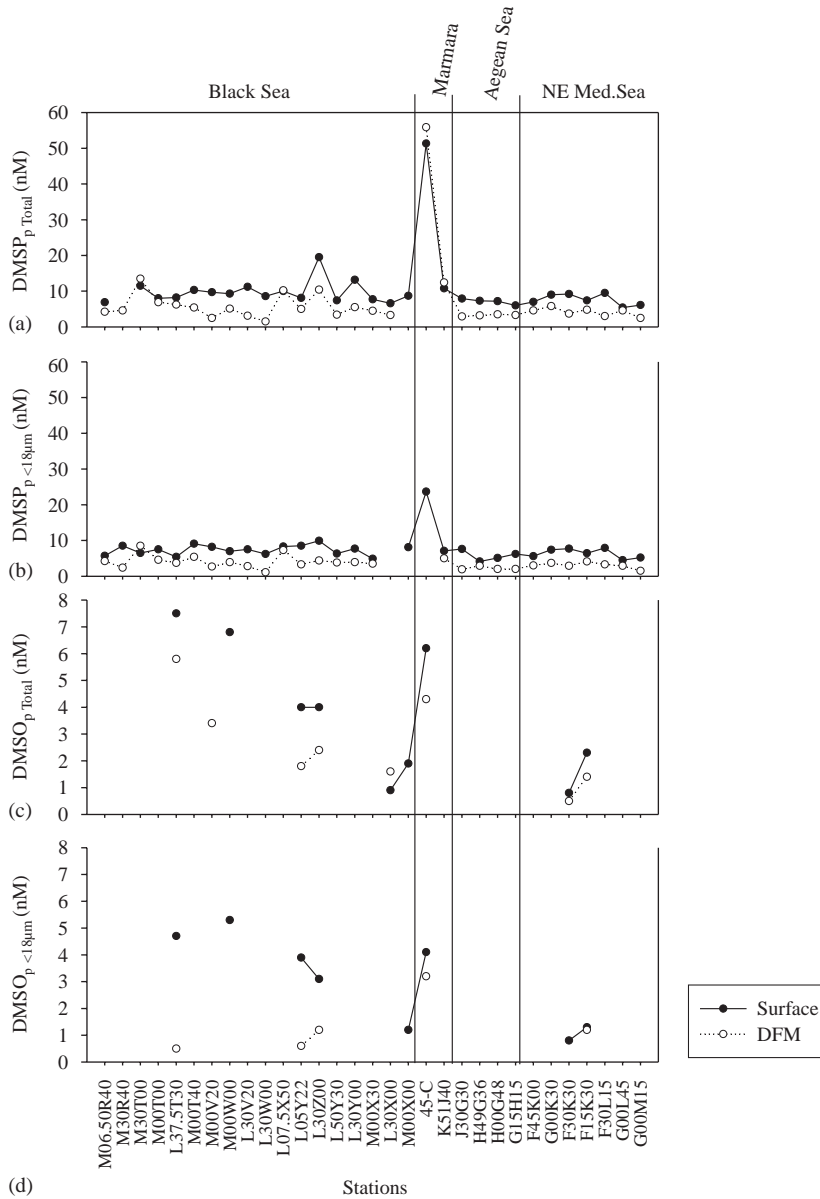 Black Sea
Marmara
Aegean Sea
NE Med.Sea
60
50
40
30
20
10
0
DMSPp Total (nM)
(a)
60
50
40
30
20
10
0
DMSPp <18μm (nM)
(b)
8
7
6
5
4
3
2
1
0
DMSOp Total (nM)
(c)
8
7
6
5
4
3
2
1
0
DMSOp <18μm (nM)
Surface
DFM
M06.50R40
M30R40
M30T00
M00T00
L37.5T30
M00T40
M00V20
M00W00
L30V20
L30W00
L07.5X50
L05Y22
L30Z00
L50Y30
L30Y00
M00X30
L30X00
M00X00
45-C
K51J40
J30G30
H49G36
H00G48
G15H15
F45K00
G00K30
F30K30
F15K30
F30L15
G00L45
G00M15
(d)
Stations